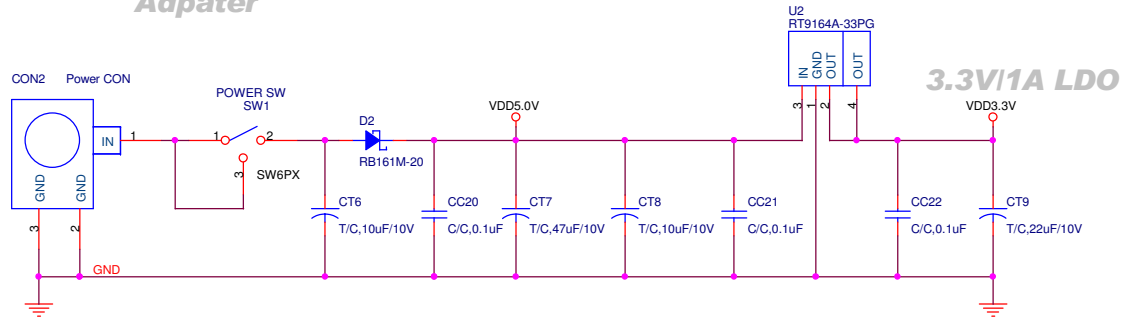 Adpater
U2
RT9164A-33PG
IN
GND
OUT
OUT
3
1
2
4
3.3V/1A LDO
CON2 Power CON
IN
1
GND
GND
3
2
GND
POWER SW
SW1
1
2
3
SW6PX
D2
RB161M-20
VDD5.0V
VDD3.3V
CT6
T/C,10uF/10V
CC20
C/C,0.1uF
CT7
T/C,47uF/10V
CT8
T/C,10uF/10V
CC21
C/C,0.1uF
CC22
C/C,0.1uF
CT9
T/C,22uF/10V